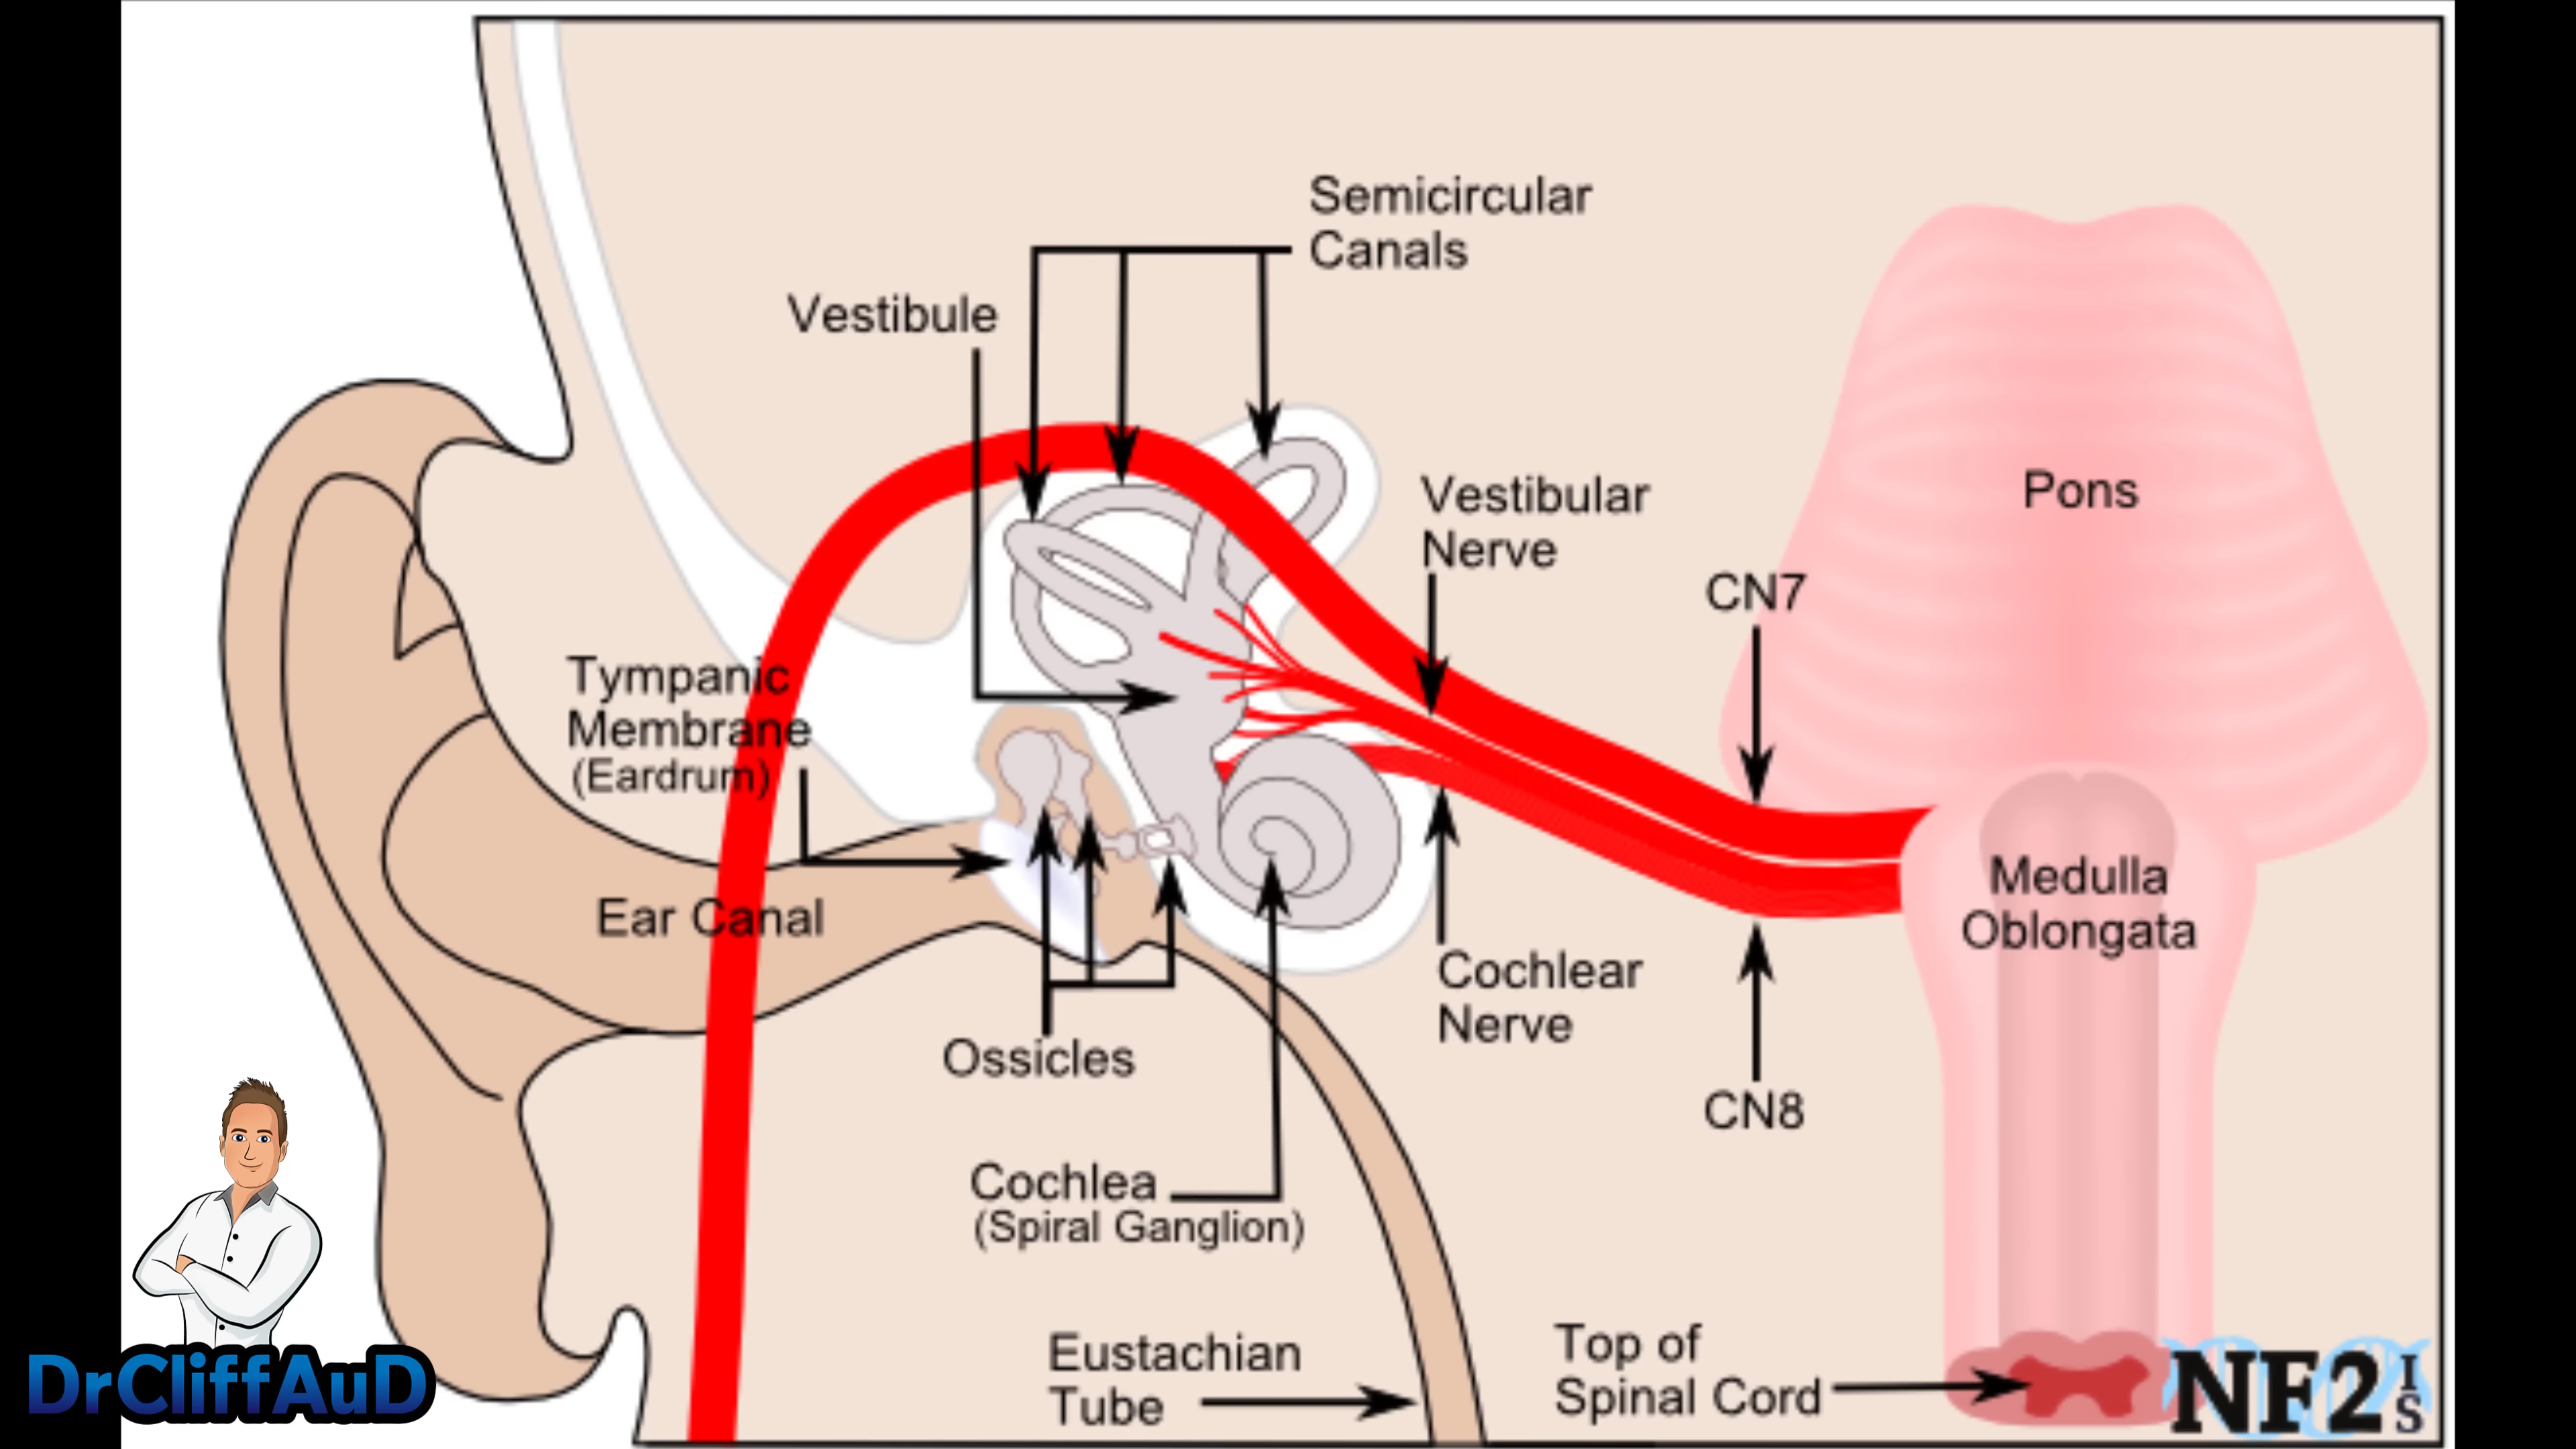 Semicircular
Canals
Vestibule
Vestibular
Nerve
Pons
CN7
Tympanic
Membrane
(Eardrum)
Ear Canal
Medulla
Oblongata
Cochlear
Nerve
Ossicles
CN8
Cochlea
(Spiral Ganglion)
Eustachian
Tube
Top of
Spinal Cord
DrCliffAuD
NF2
I
S